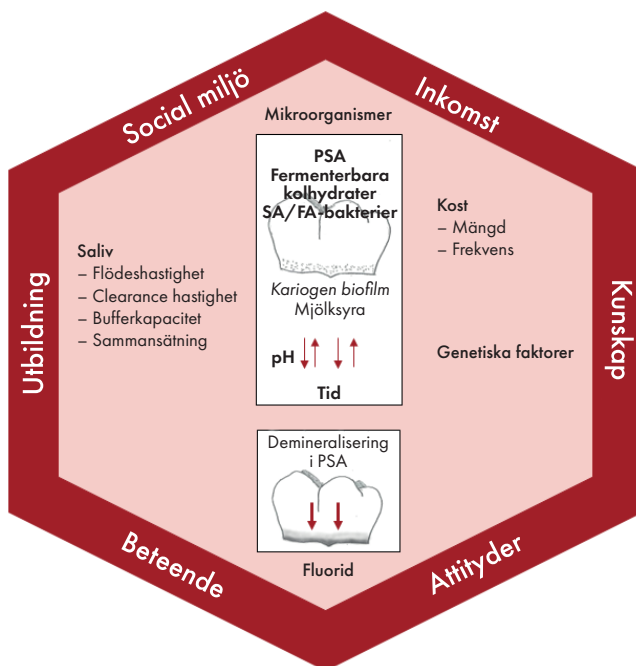 Social miljö
Inkomst
Mikroorganismer
PSA
Fermenterbara
kolhydrater
SA/FA-bakterier
Kost
– Mängd
– Frekvens
Saliv
– Flödeshastighet
– Clearance hastighet
– Bufferkapacitet
– Sammansätning
Kariogen biofilm
Mjölksyra
Utbildning
Kunskap
pH
Genetiska faktorer
Tid
Demineralisering
i PSA
Fluorid
Beteende
Attityder